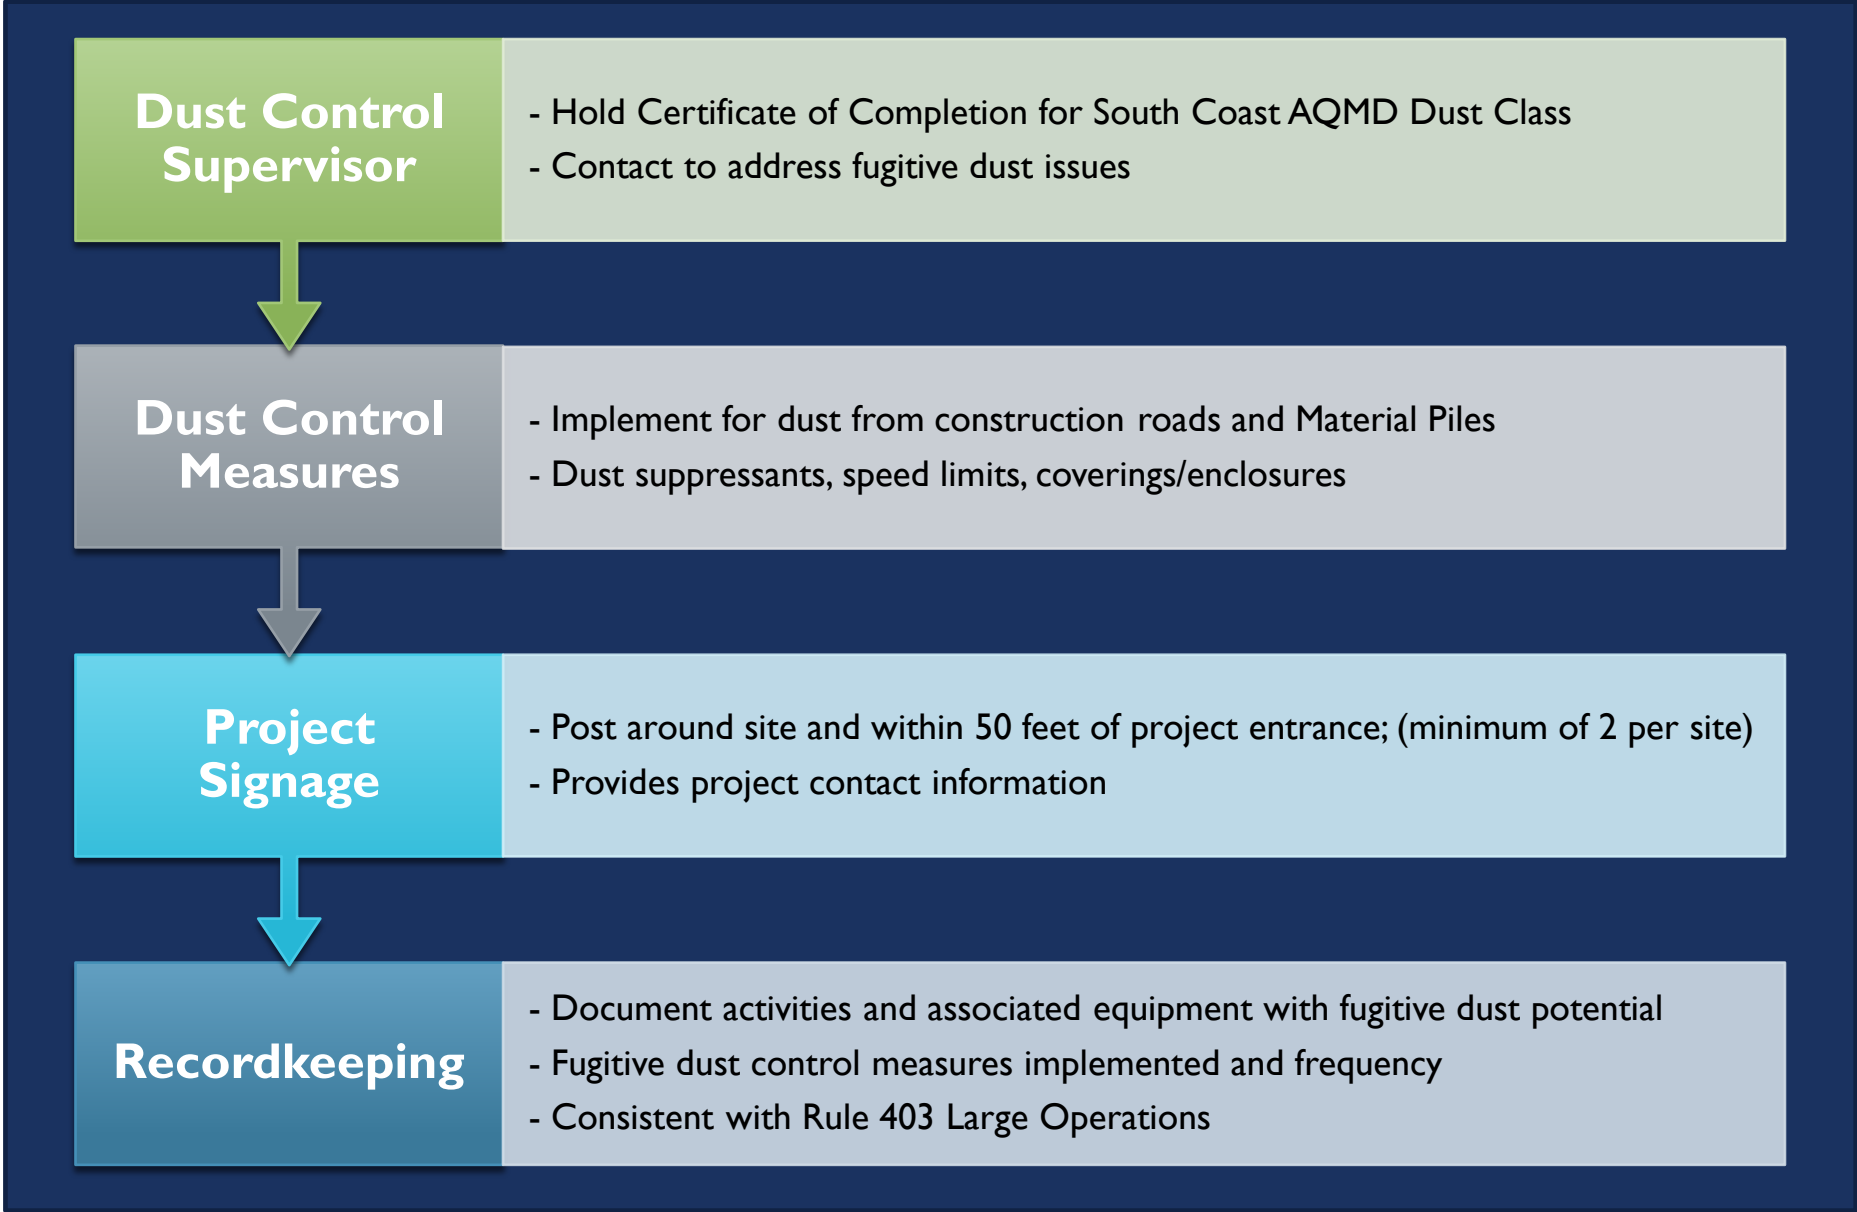 Dust Control
Supervisor
- Hold Certificate of Completion for South Coast AQMD Dust Class
- Contact to address fugitive dust issues
Dust Control
Measures
- Implement for dust from construction roads and Material Piles
- Dust suppressants, speed limits, coverings/enclosures
Project
Signage
- Post around site and within 50 feet of project entrance; (minimum of 2 per site)
- Provides project contact information
Recordkeeping
- Document activities and associated equipment with fugitive dust potential
- Fugitive dust control measures implemented and frequency
- Consistent with Rule 403 Large Operations